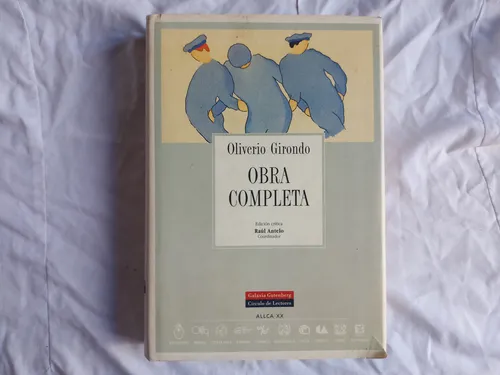 Oliverio Girondo
OBRA
COMPLETA
Edición crítica
Raúl Antelo
Coordinador
Galaxia Gutenberg
Círculo de Lectores
ALLCA XX